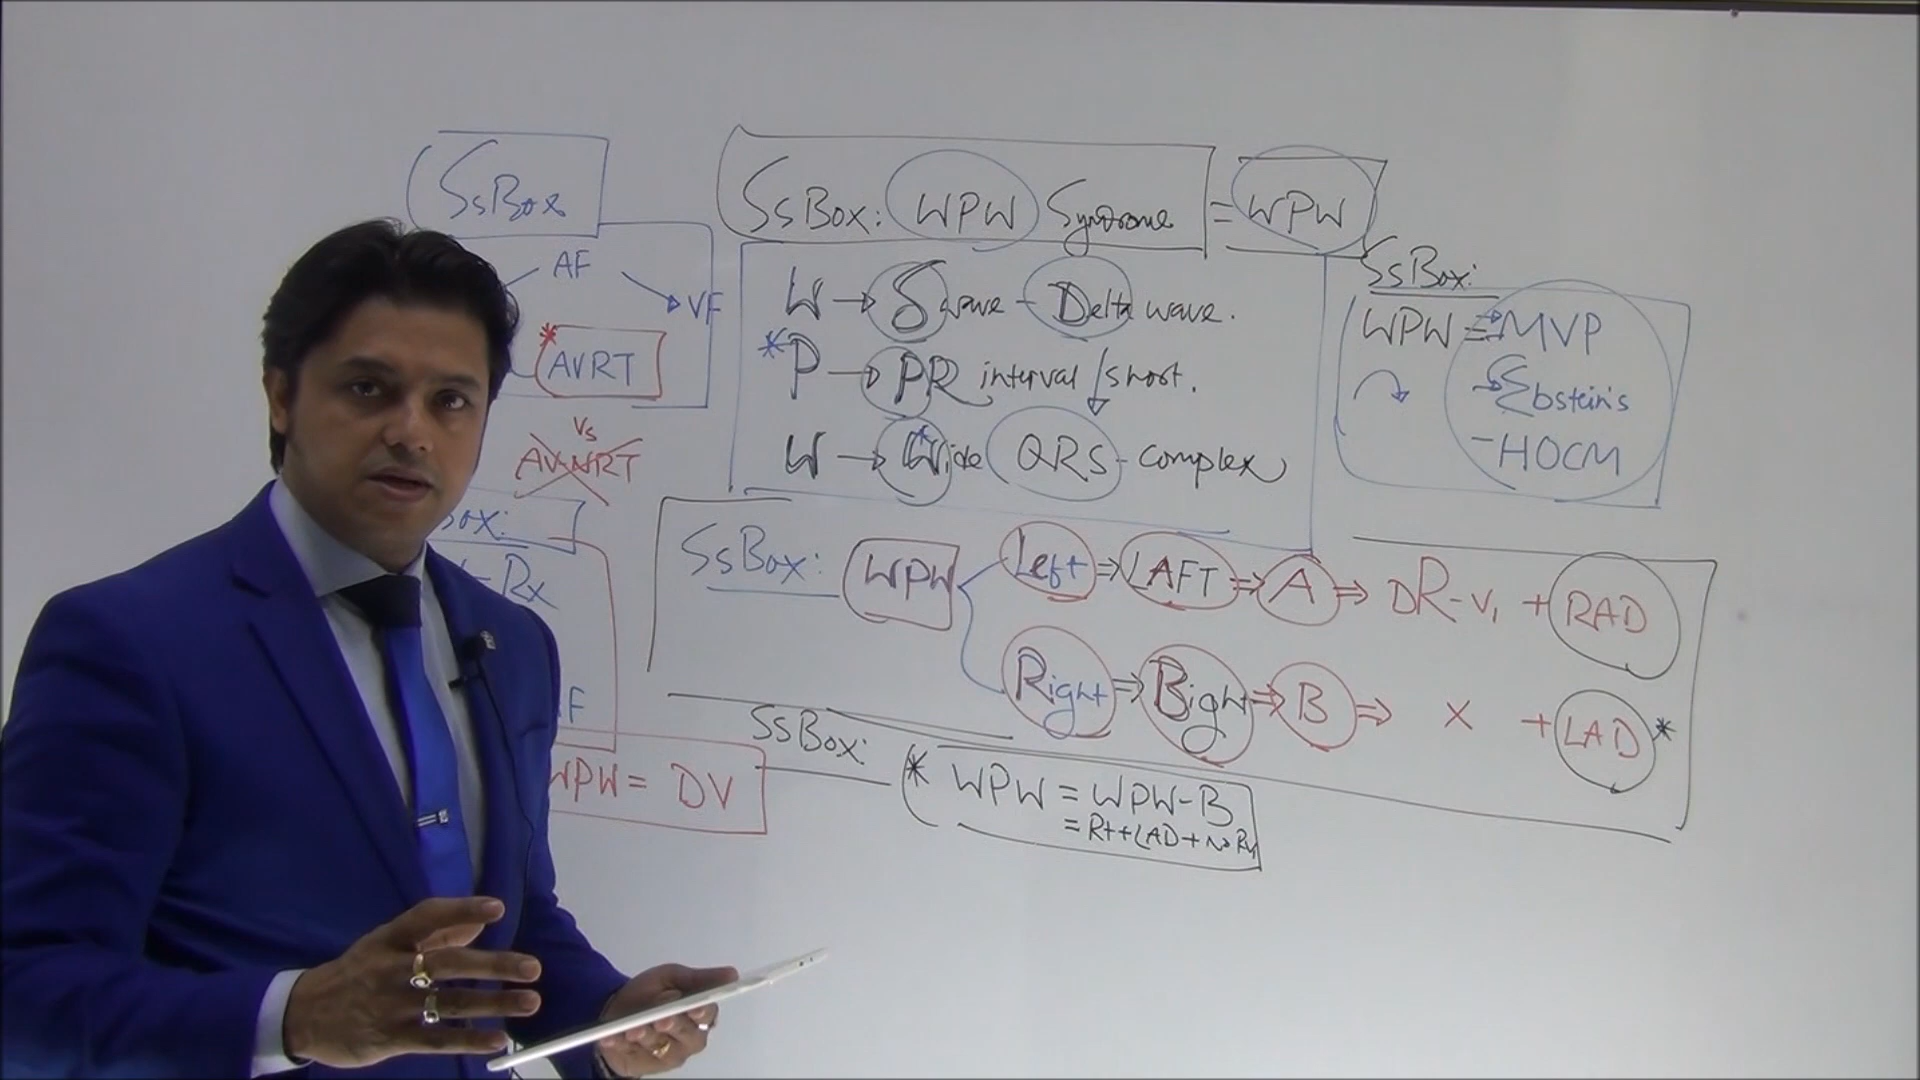 SsBox
AF
VF
* AVRT
Vs
AVNRT
ox:
Rx
F
WPW = DV
SsBox: WPW Syndrome = WPW
W → δ wave - Delta wave.
* P → PR interval / short.
W → Wide QRS - complex
SsBox:
WPW = MVP
Ebstein's
- HOCM
SsBox: WPW
Left ⇒ LAFT ⇒ A ⇒ DR-V1 + RAD
Right ⇒ Bight ⇒ B ⇒ X + LAD *
SSBox:
* WPW = WPW-B
= Rt + LAD + No RV1